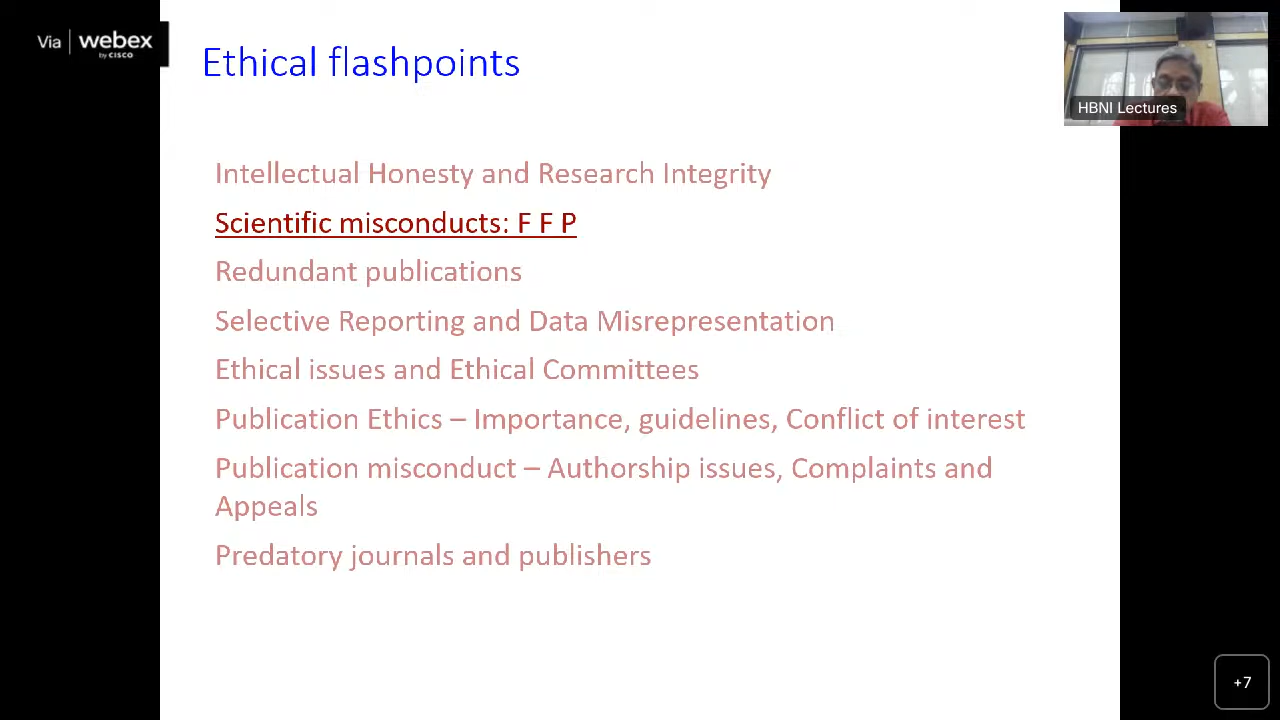 Via webex
by CISCO
Ethical flashpoints
HBNI Lectures
Intellectual Honesty and Research Integrity
Scientific misconducts: F F P
Redundant publications
Selective Reporting and Data Misrepresentation
Ethical issues and Ethical Committees
Publication Ethics – Importance, guidelines, Conflict of interest
Publication misconduct – Authorship issues, Complaints and
Appeals
Predatory journals and publishers
+7